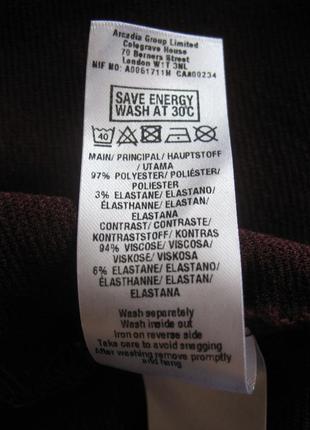 Arcadia Group Limited
Colegrave House
70 Berners Street
London W1T 3NL
NIF NO: A0051711M CAA00234
SAVE ENERGY
WASH AT 30°C
40
MAIN/ PRINCIPAL/ HAUPTSTOFF
/ UTAMA
97% POLYESTER/ POLIÉSTER/
POLIESTER
3% ELASTANE/ ELASTANO/
ÉLASTHANNE/ ELASTAN/
ELASTANA
CONTRAST/ CONTRASTE/
KONTRASTSTOFF/ KONTRAS
94% VISCOSE/ VISCOSA/
VISKOSE/ VISKOSA
6% ELASTANE/ ELASTANO/
ÉLASTHANNE/ ELASTAN/
ELASTANA
Wash separately
Wash inside out
Iron on reverse side
Take care to avoid snagging
After washing remove promptly
and hang